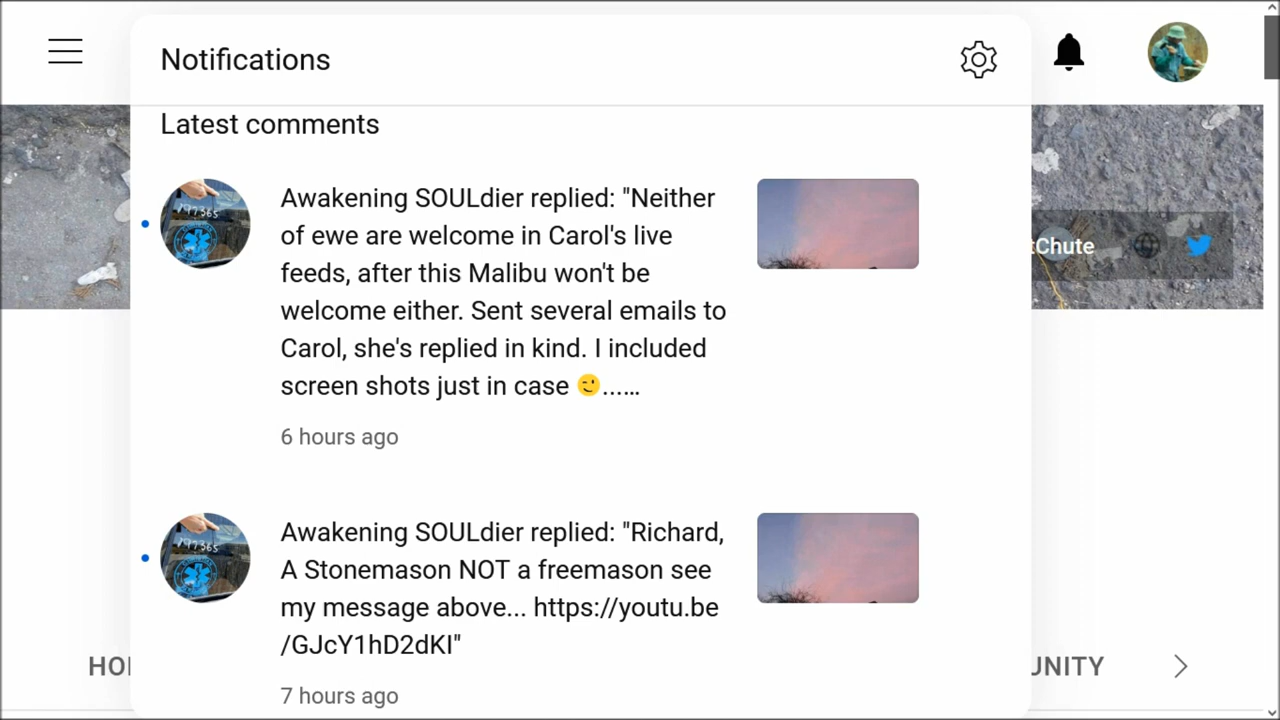 Notifications
Latest comments
Awakening SOULdier replied: "Neither
of ewe are welcome in Carol's live
feeds, after this Malibu won't be
welcome either. Sent several emails to
Carol, she's replied in kind. I included
screen shots just in case 😉......
6 hours ago
tChute
Awakening SOULdier replied: "Richard,
A Stonemason NOT a freemason see
my message above... https://youtu.be
/GJcY1hD2dKI"
7 hours ago
HO
UNITY